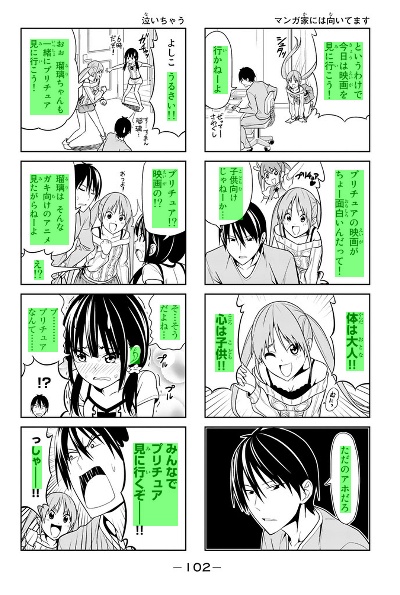 マンガ家には向いてます
というわけで
今日は映画を
見に行こう！
行かねーよ
プリチュアの映画が
ちょー面白いんだって！
子供向け
じゃねーか…
体は大人！！
心は子供！！
ただのアホだろ
泣いちゃう
よしこ
うるさい！！
おぉ
瑠璃ちゃんも
一緒にプリチュア
見に行こう！
プリチュア！？
映画の！？
瑠璃はそんな
ガキ向けのアニメ
見たがらねーよ
え！？
そ…そう
だよね…
プ………
プリチュア
なんて……
！？
みんなで
プリチュア
見に行くぞ
っしゃ――！！
―102―